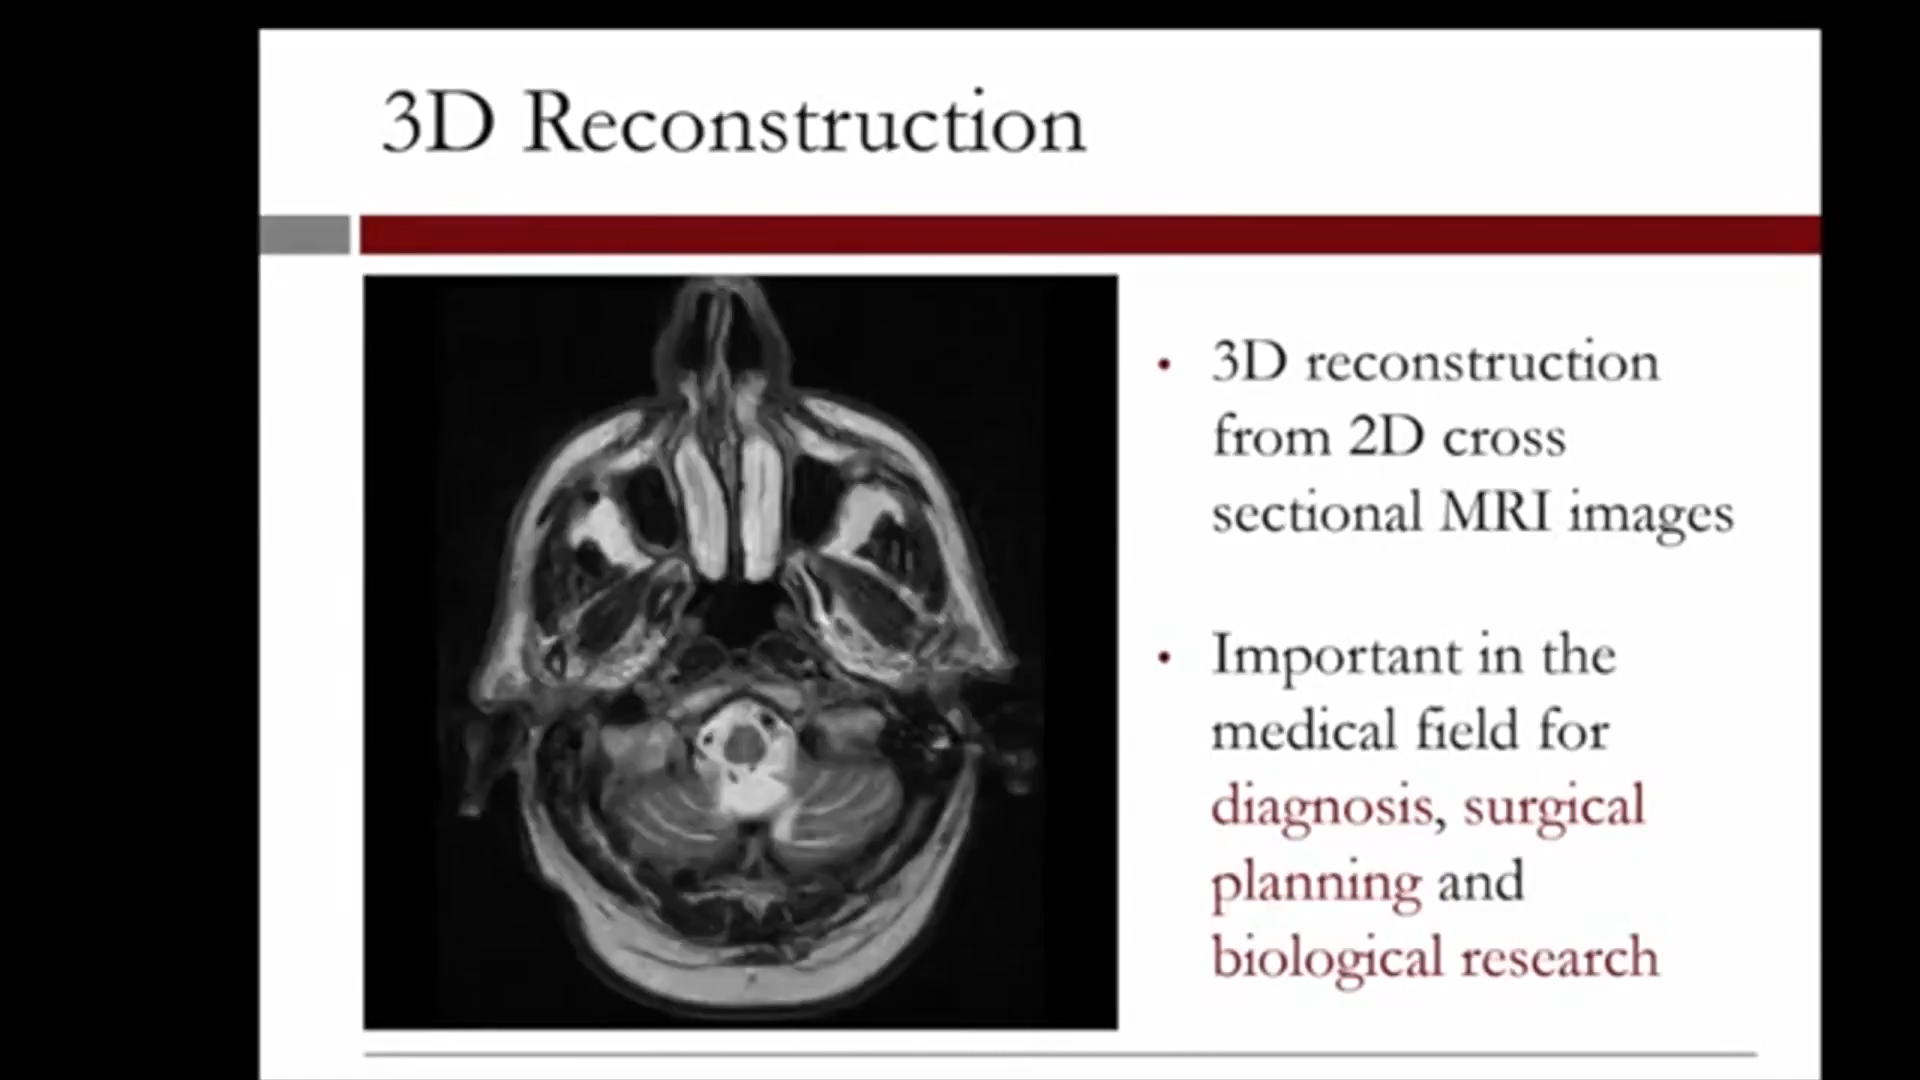 3D Reconstruction
• 3D reconstruction
from 2D cross
sectional MRI images
• Important in the
medical field for
diagnosis, surgical
planning and
biological research